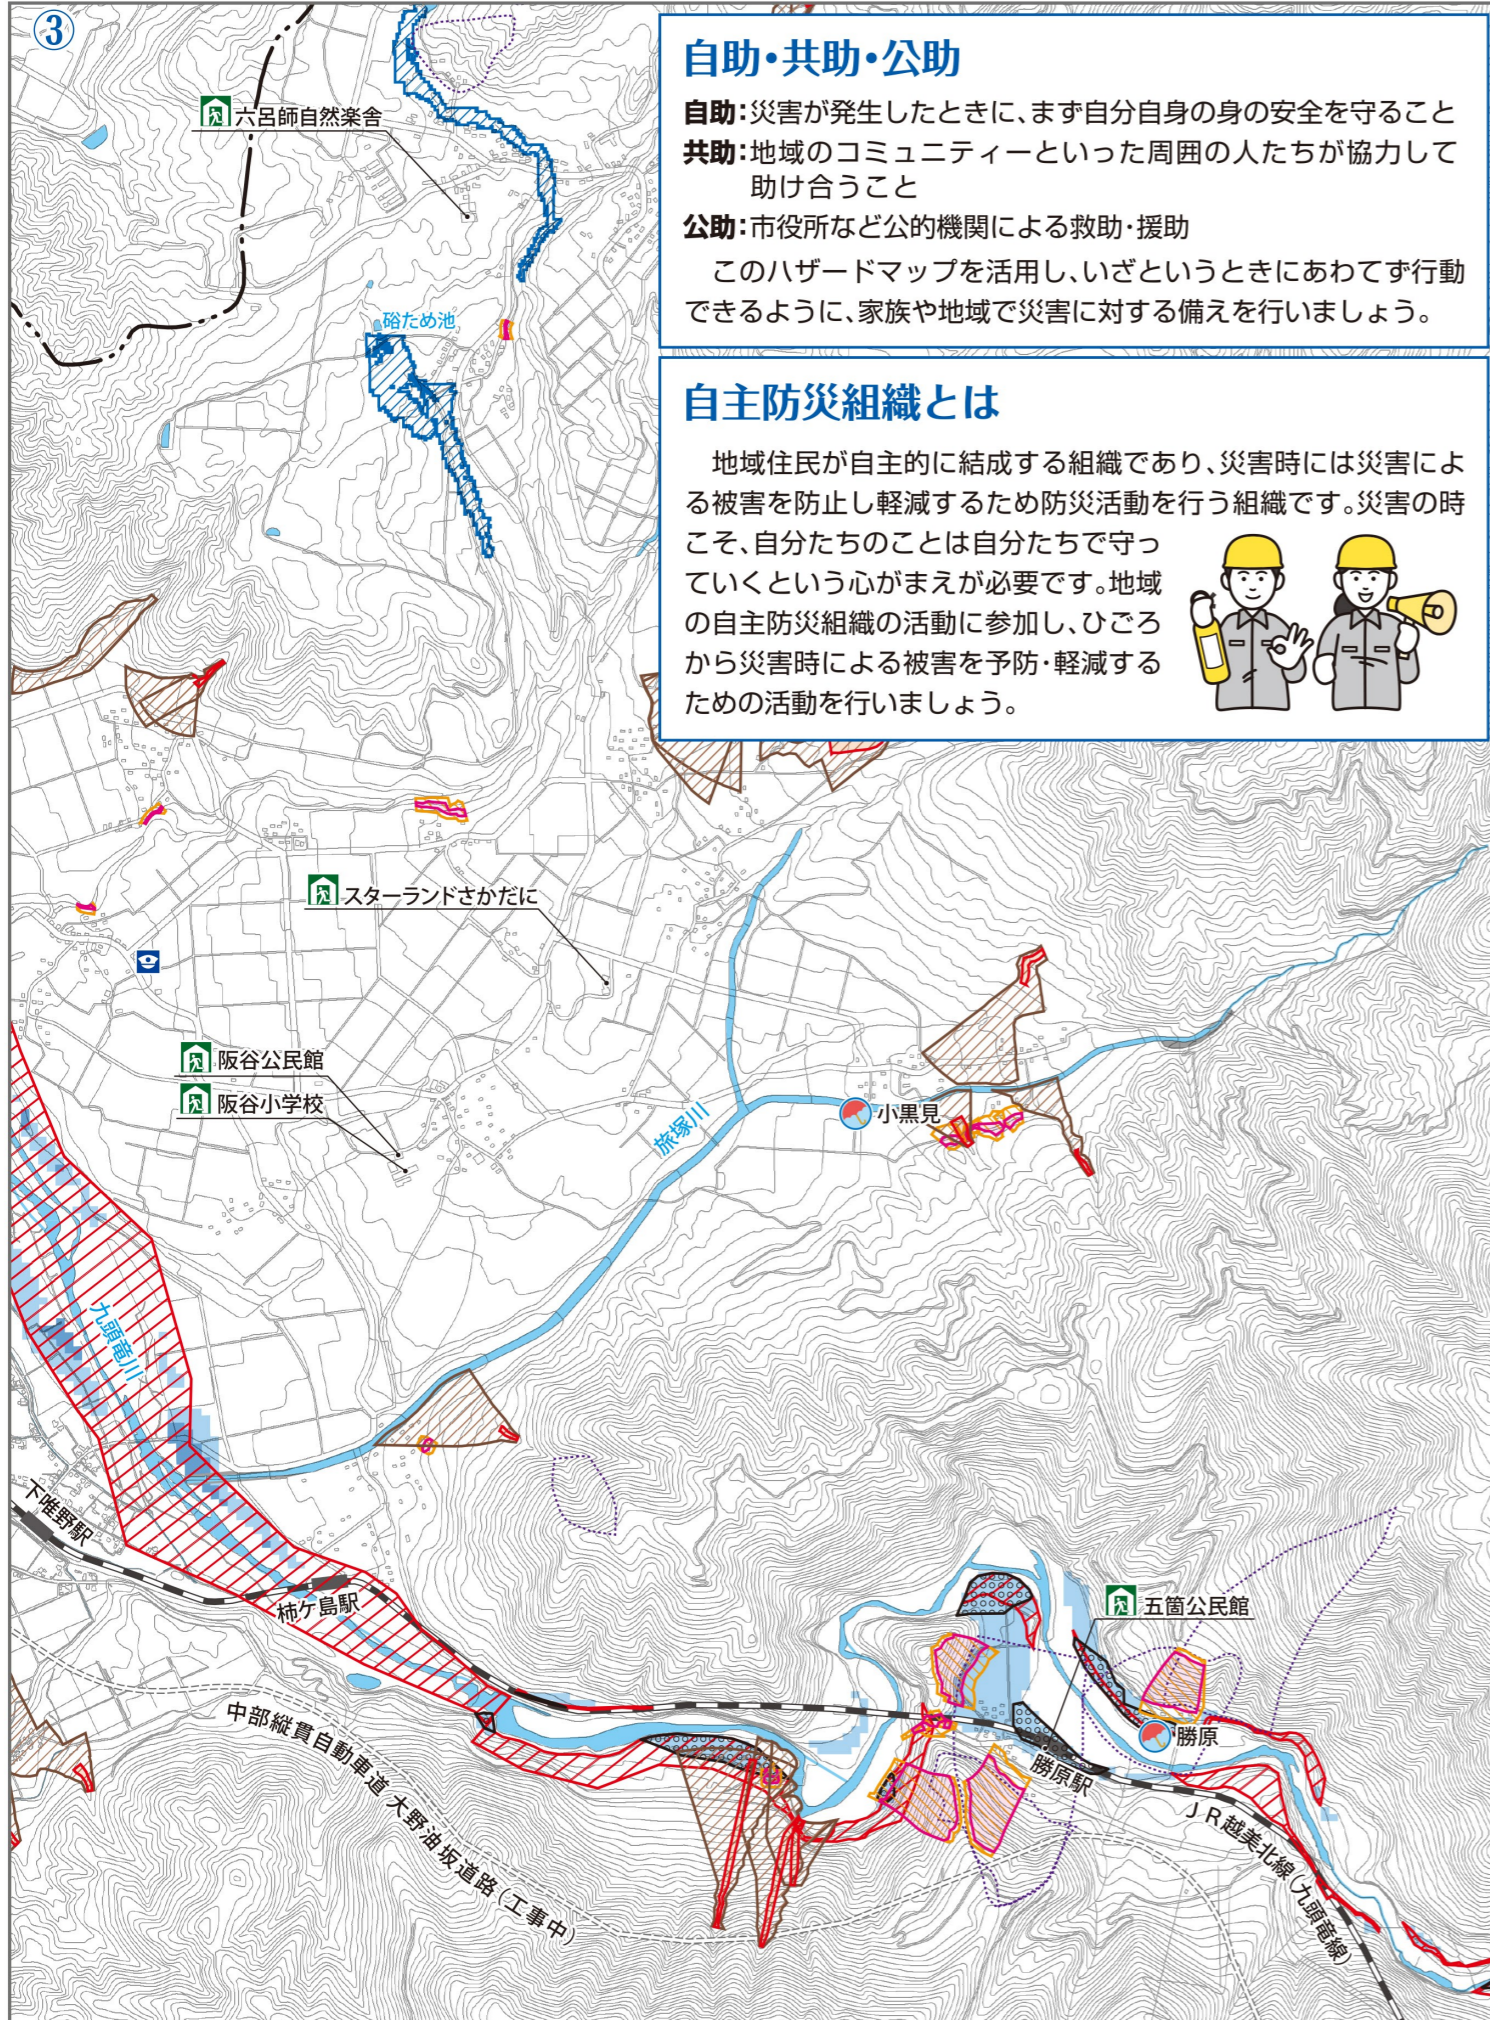 ③
自助・共助・公助
自助：災害が発生したときに、まず自分自身の身の安全を守ること
共助：地域のコミュニティーといった周囲の人たちが協力して
助け合うこと
公助：市役所など公的機関による救助・援助
このハザードマップを活用し、いざというときにあわてず行動
できるように、家族や地域で災害に対する備えを行いましょう。
自主防災組織とは
地域住民が自主的に結成する組織であり、災害時には災害によ
る被害を防止し軽減するため防災活動を行う組織です。災害の時
こそ、自分たちのことは自分たちで守っ
ていくという心がまえが必要です。地域
の自主防災組織の活動に参加し、ひごろ
から災害時による被害を予防・軽減する
ための活動を行いましょう。
六呂師自然楽舎
硲ため池
スターランドさかだに
阪谷公民館
阪谷小学校
旅塚川
小黒見
九頭竜川
下唯野駅
柿ケ島駅
五箇公民館
勝原
勝原駅
中部縦貫自動車道 大野油坂道路（工事中）
ＪＲ越美北線（九頭竜線）